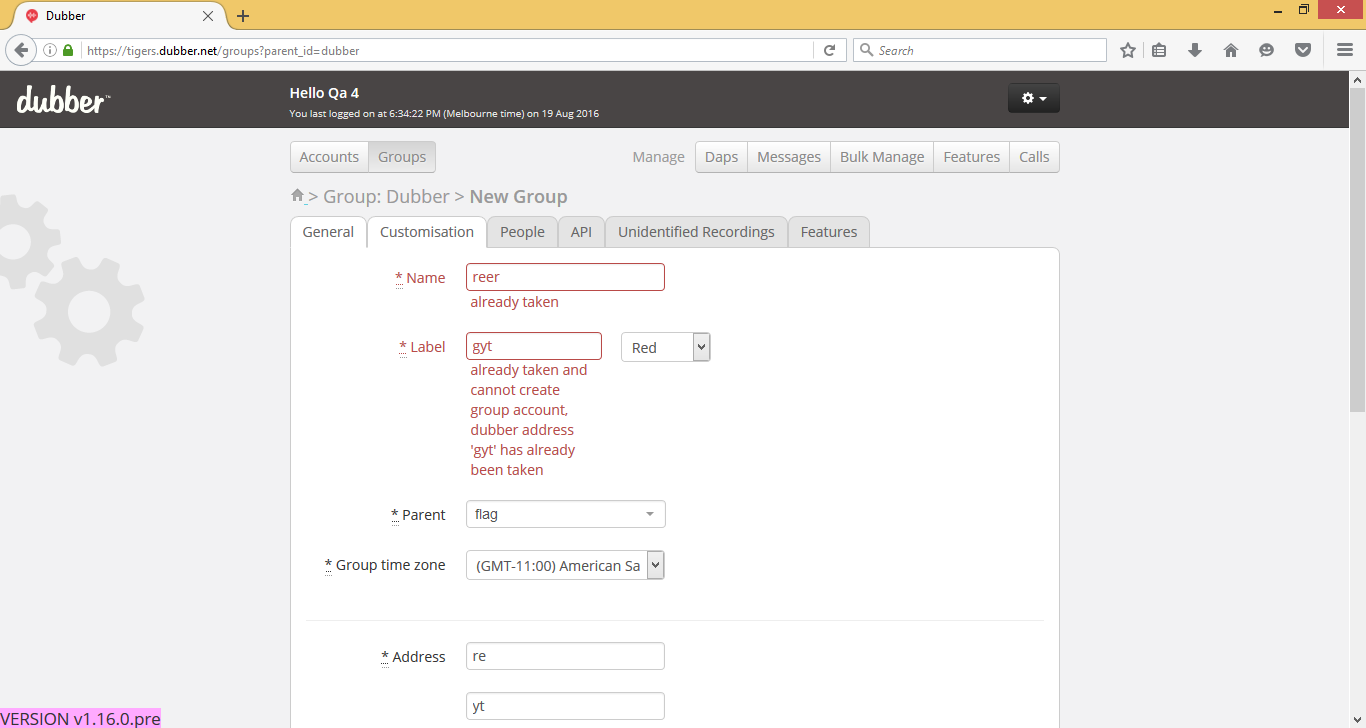 Dubber
https://tigers.dubber.net/groups?parent_id=dubber
Search
dubber™
Hello Qa 4
You last logged on at 6:34:22 PM (Melbourne time) on 19 Aug 2016
Accounts Groups Manage Daps Messages Bulk Manage Features Calls
> Group: Dubber > New Group
General Customisation People API Unidentified Recordings Features
* Name reer
already taken
* Label gyt Red
already taken and
cannot create
group account,
dubber address
'gyt' has already
been taken
* Parent flag
* Group time zone (GMT-11:00) American Sa
* Address re
yt
VERSION v1.16.0.pre